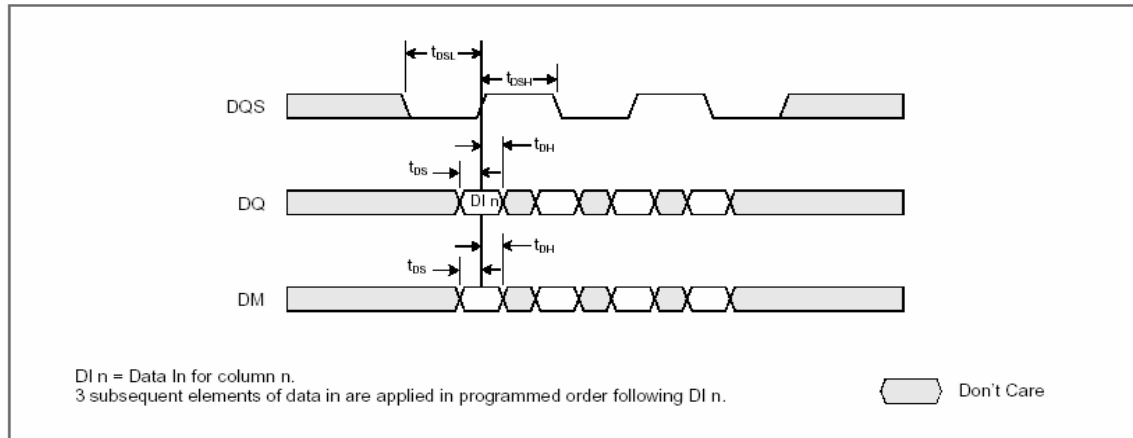 tDSL
tDSH
DQS
tDH
tDS
DQ
DI n
tDH
tDS
DM
DI n = Data In for column n.
3 subsequent elements of data in are applied in programmed order following DI n.
Don't Care